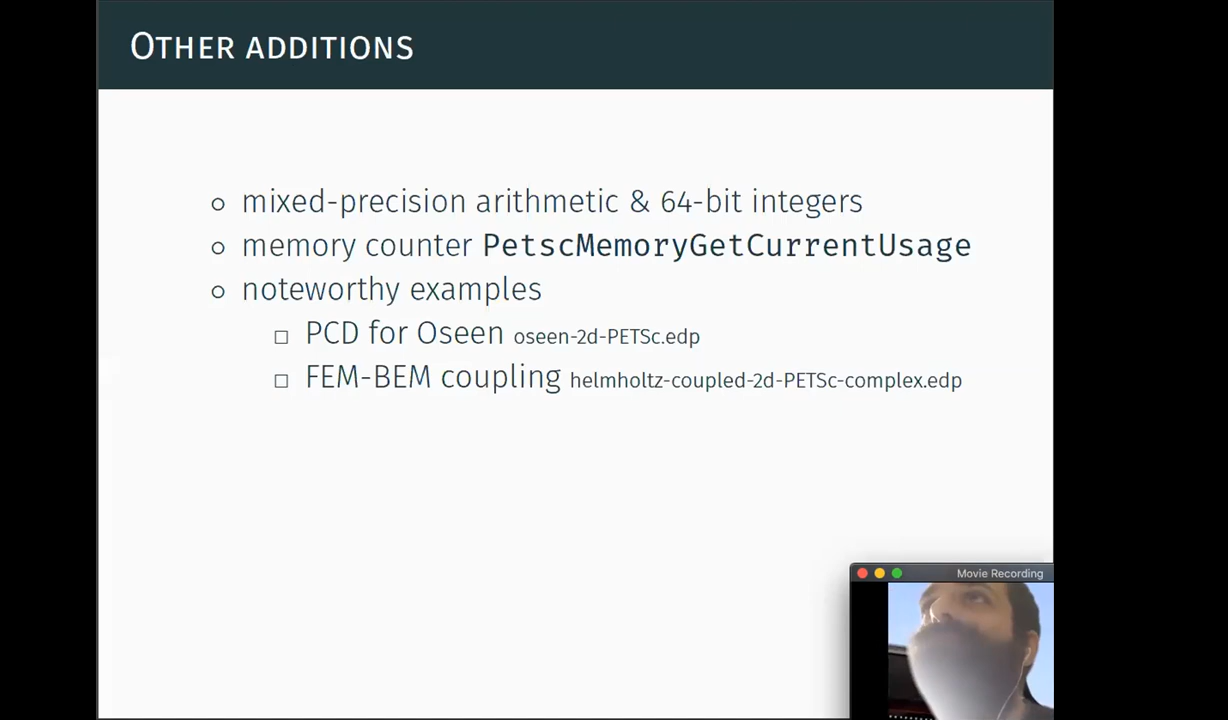 OTHER ADDITIONS
mixed-precision arithmetic & 64-bit integers
memory counter PetscMemoryGetCurrentUsage
noteworthy examples
PCD for Oseen oseen-2d-PETSc.edp
FEM-BEM coupling helmholtz-coupled-2d-PETSc-complex.edp
Movie Recording